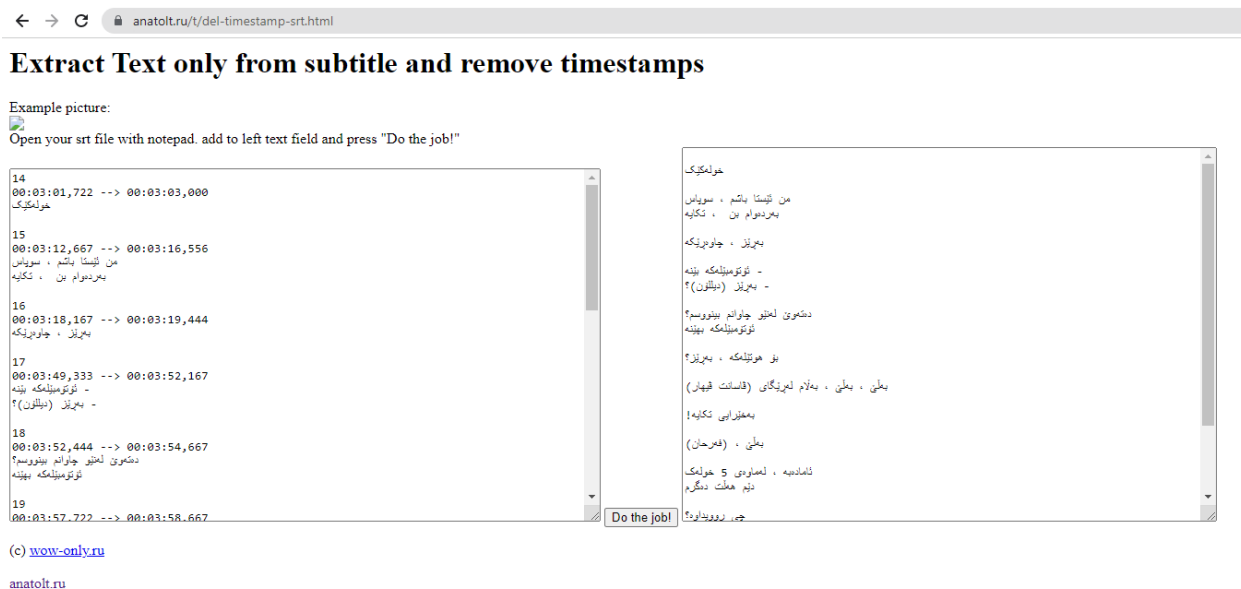 anatolt.ru/t/del-timestamp-srt.html
Extract Text only from subtitle and remove timestamps
Example picture:
Open your srt file with notepad. add to left text field and press "Do the job!"
14
00:03:01,722 --> 00:03:03,000
خولەکێک
15
00:03:12,667 --> 00:03:16,556
من ئێستا باشم ، سوپاس
بەردەوام بن ، تکایە
16
00:03:18,167 --> 00:03:19,444
بەڕێز ، چاوەڕێکە
17
00:03:49,333 --> 00:03:52,167
- ئۆتۆمبێلەکە بێنە
- بەڕێز (دیللۆن)؟
18
00:03:52,444 --> 00:03:54,667
دەتەوێ لەنێو چاوانم بینووسم؟
ئۆتۆمبێلەکە بهێنە
19
00:03:57,722 --> 00:03:58,667
Do the job!
خولەکێک
من ئێستا باشم ، سوپاس
بەردەوام بن ، تکایە
بەڕێز ، چاوەڕێکە
- ئۆتۆمبێلەکە بێنە
- بەڕێز (دیللۆن)؟
دەتەوێ لەنێو چاوانم بینووسم؟
ئۆتۆمبێلەکە بهێنە
بۆ هوتێلەکە ، بەڕێز؟
بەڵێ ، بەڵێ ، بەڵام لەڕێگای (قاسانت ڤیهار)
بەخێرایی تکایە!
بەڵێ ، (فەرحان)
ئامادەبە ، لەماوەی 5 خولەک
دێم هەڵت دەگرم
چی ڕوویداوە؟
(c) wow-only.ru
anatolt.ru